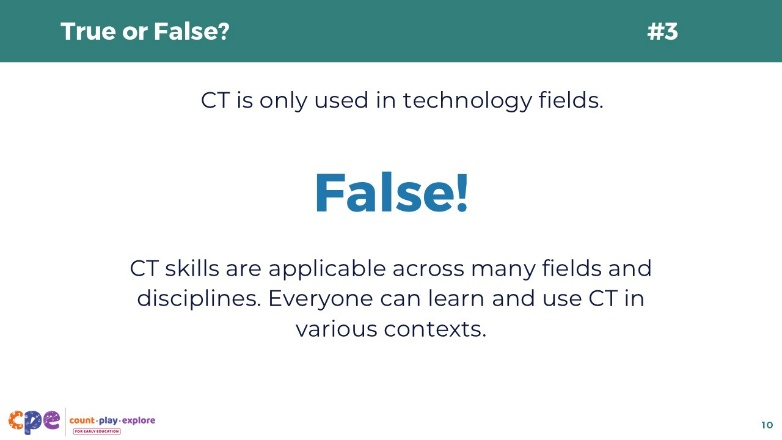 True or False?
#3
CT is only used in technology fields.
False!
CT skills are applicable across many fields and
disciplines. Everyone can learn and use CT in
various contexts.
cpe
count·play·explore
FOR EARLY EDUCATION
10